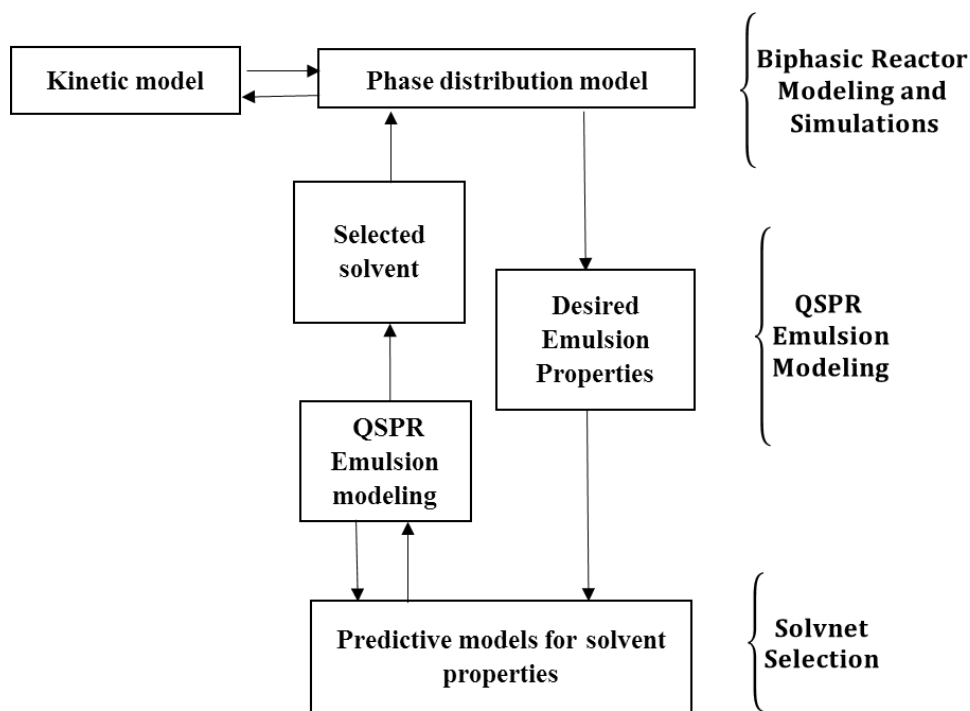 Kinetic model
Phase distribution model
Biphasic Reactor
Modeling and
Simulations
Selected
solvent
Desired
Emulsion
Properties
QSPR
Emulsion
Modeling
QSPR
Emulsion
modeling
Predictive models for solvent
properties
Solvnet
Selection